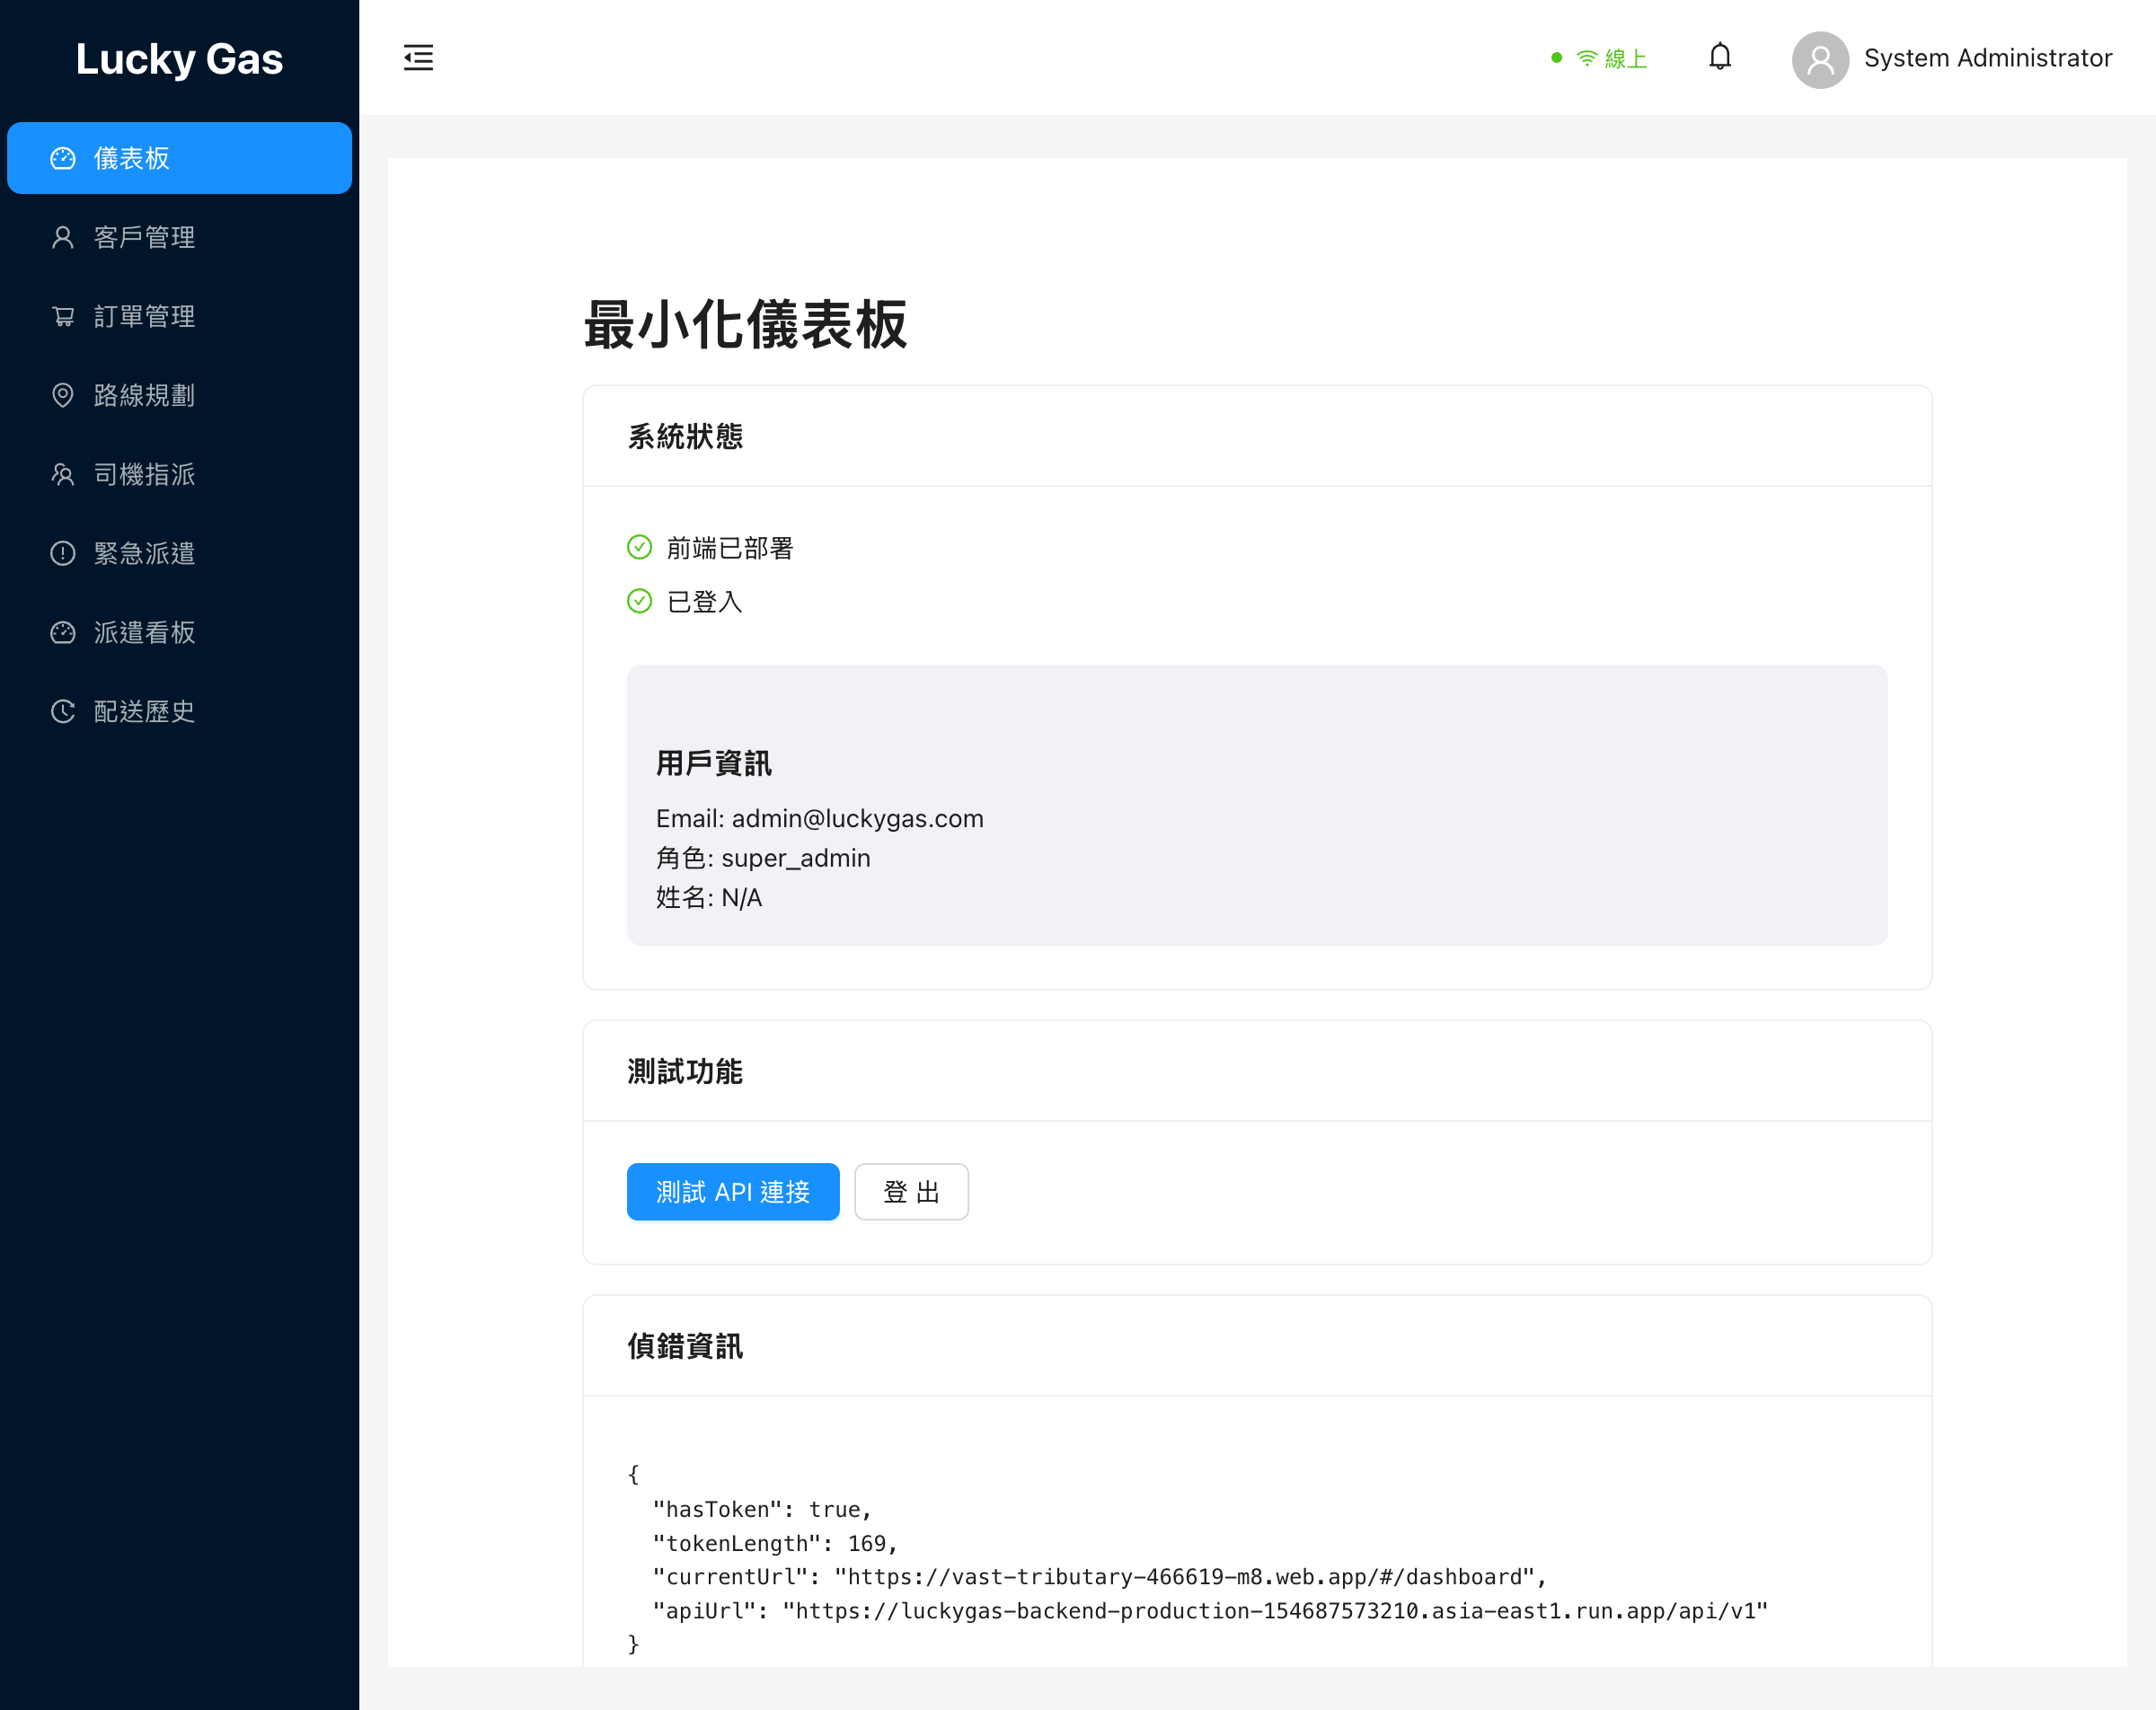 Lucky Gas
儀表板
客戶管理
訂單管理
路線規劃
司機指派
緊急派遣
派遣看板
配送歷史
線上
System Administrator
最小化儀表板
系統狀態
前端已部署
已登入
用戶資訊
Email: admin@luckygas.com
角色: super_admin
姓名: N/A
測試功能
測試 API 連接
登 出
偵錯資訊
{
"hasToken": true,
"tokenLength": 169,
"currentUrl": "https://vast-tributary-466619-m8.web.app/#/dashboard",
"apiUrl": "https://luckygas-backend-production-154687573210.asia-east1.run.app/api/v1"
}